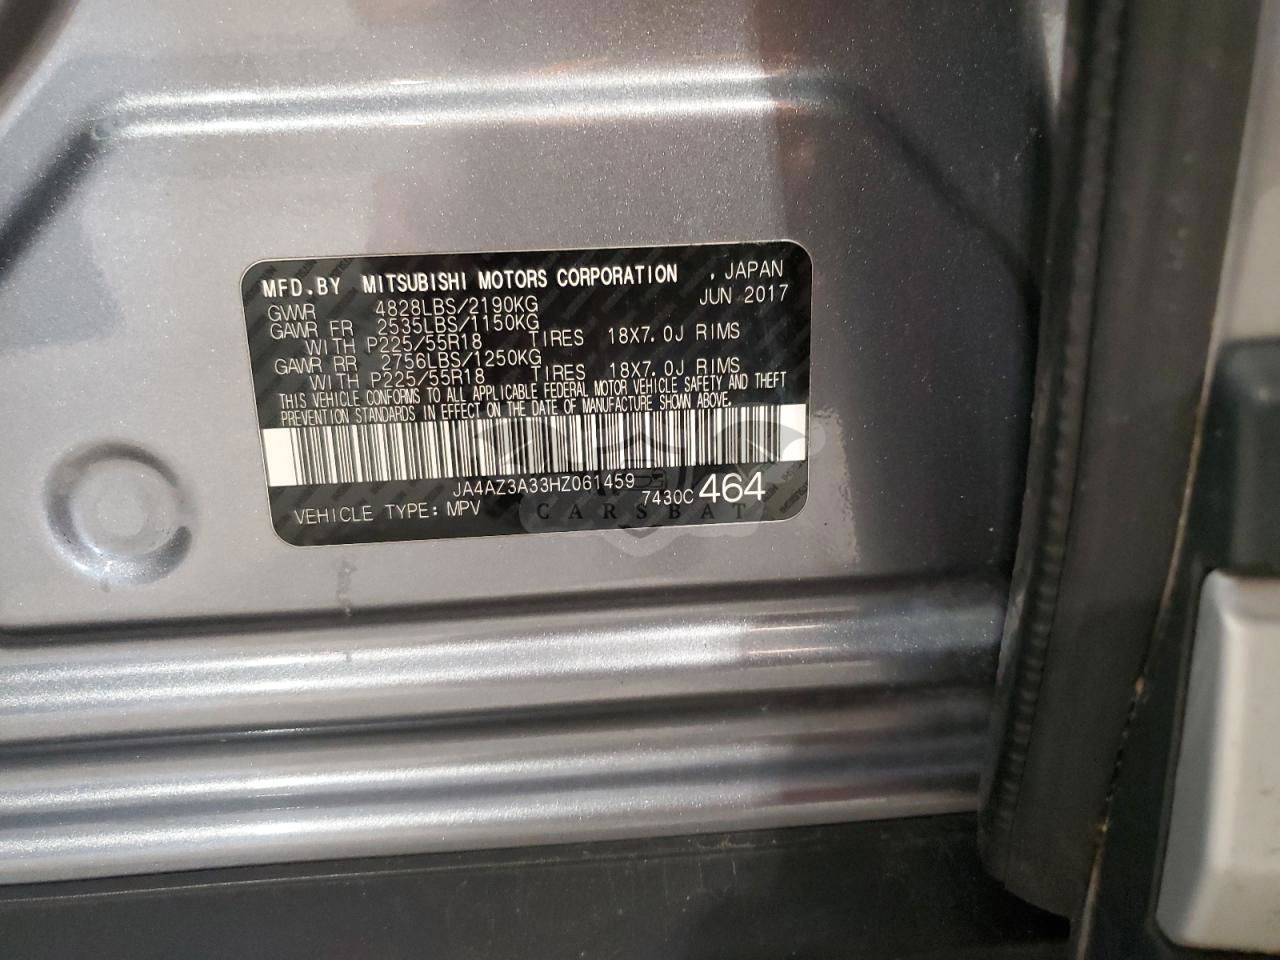 MFD.BY MITSUBISHI MOTORS CORPORATION . JAPAN
GVWR 4828LBS/2190KG JUN 2017
GAWR FR 2535LBS/1150KG
WITH P225/55R18 TIRES 18X7.0J RIMS
GAWR RR 2756LBS/1250KG
WITH P225/55R18 TIRES 18X7.0J RIMS
THIS VEHICLE CONFORMS TO ALL APPLICABLE FEDERAL MOTOR VEHICLE SAFETY AND THEFT
PREVENTION STANDARDS IN EFFECT ON THE DATE OF MANUFACTURE SHOWN ABOVE.
JA4AZ3A33HZ061459
7430C 464
VEHICLE TYPE: MPV
CARSBAT